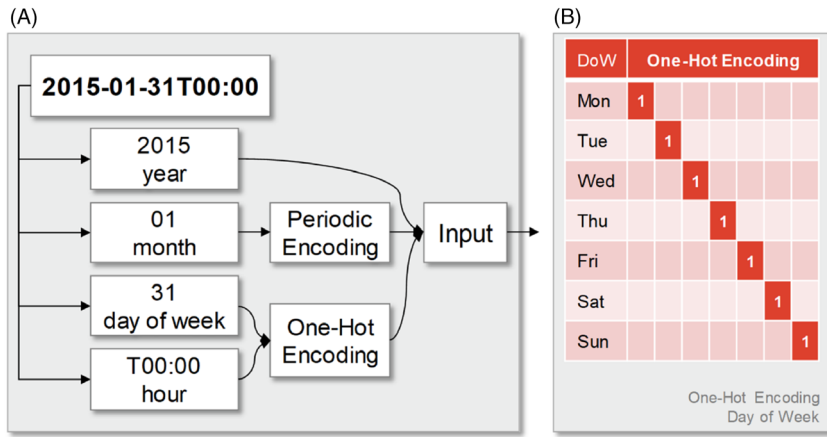 (A)
2015-01-31T00:00
2015
year
01
month
Periodic
Encoding
Input
31
day of week
One-Hot
Encoding
T00:00
hour
(B)
DoW One-Hot Encoding
Mon 1
Tue 1
Wed 1
Thu 1
Fri 1
Sat 1
Sun 1
One-Hot Encoding
Day of Week